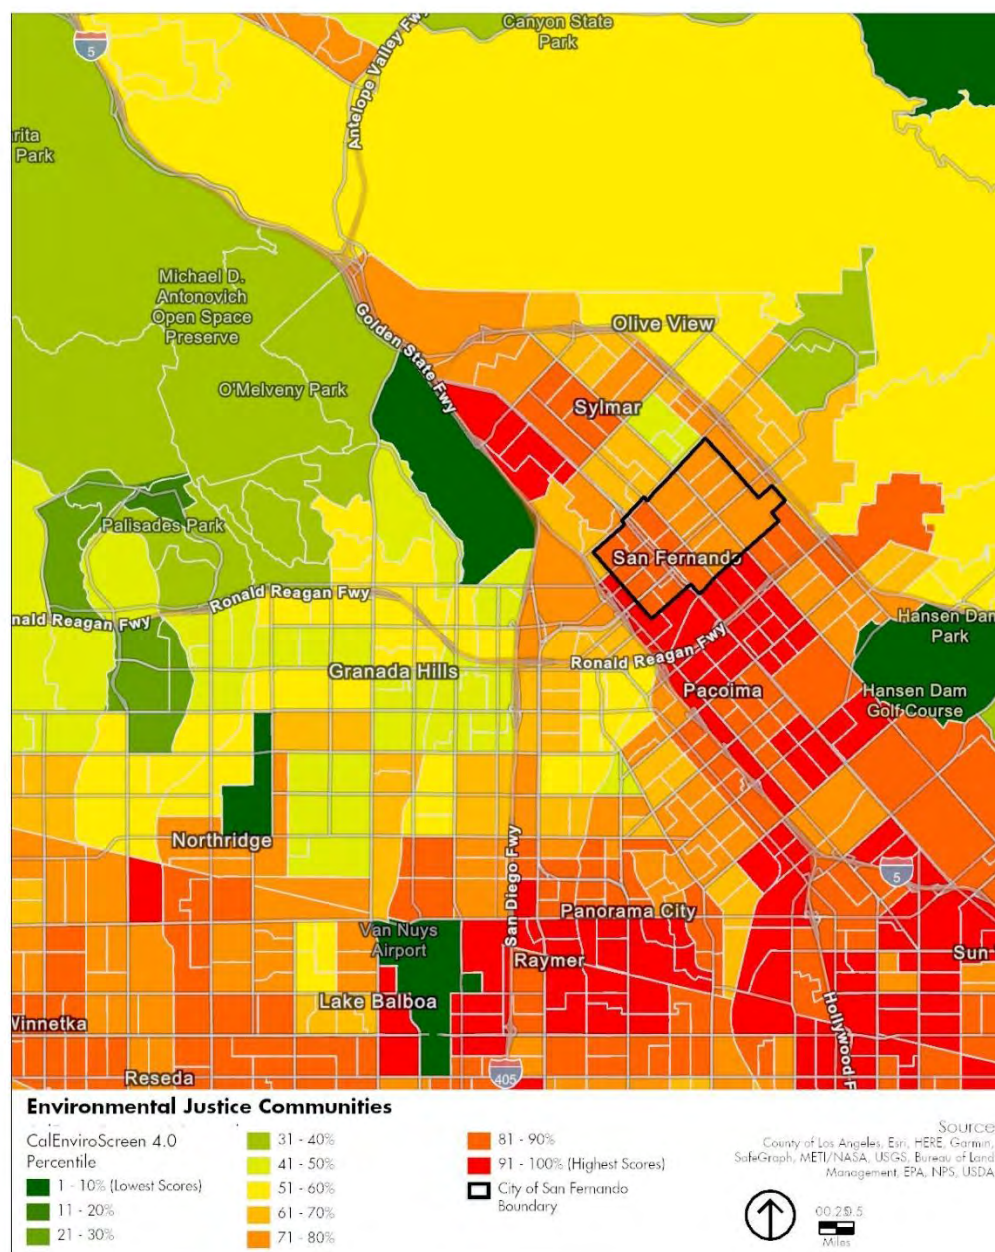 Canyon State
Park
5
Antelope Valley Fwy
rita
Park
Michael D.
Antonovich
Open Space
Preserve
Golden State Fwy
Olive View
O'Melveny Park
Sylmar
Palisades Park
San Fernando
Ronald Reagan Fwy
nald Reagan Fwy
Hansen Dam
Park
Granada Hills
Ronald Reagan Fwy
Pacoima
Hansen Dam
Golf Course
Northridge
San Diego Fwy
5
Panorama City
Van Nuys
Airport
Raymer
Sun
Lake Balboa
Winnetka
Hollywood F
Reseda
405
Environmental Justice Communities
CalEnviroScreen 4.0
Percentile
1 - 10% (Lowest Scores)
11 - 20%
21 - 30%
31 - 40%
41 - 50%
51 - 60%
61 - 70%
71 - 80%
81 - 90%
91 - 100% (Highest Scores)
City of San Fernando
Boundary
Source
County of Los Angeles, Esri, HERE, Garmin,
SafeGraph, METI/NASA, USGS, Bureau of Land
Management, EPA, NPS, USDA
00.250.5
Miles